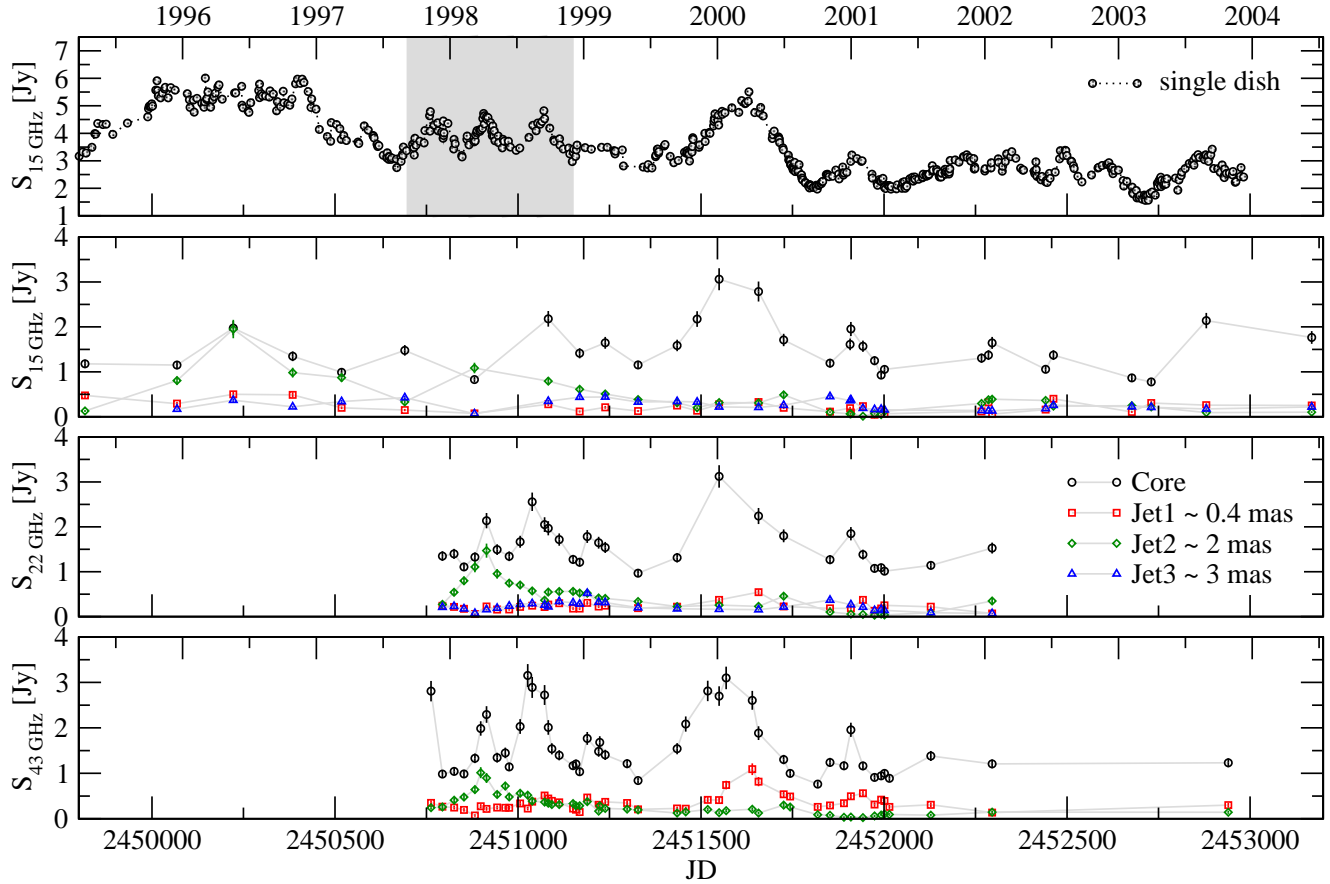 1996 1997 1998 1999 2000 2001 2002 2003 2004
S15 GHz [Jy]
7
6
5
4
3
2
1
single dish
S15 GHz [Jy]
4
3
2
1
0
S22 GHz [Jy]
4
3
2
1
0
Core
Jet1 ~ 0.4 mas
Jet2 ~ 2 mas
Jet3 ~ 3 mas
S43 GHz [Jy]
4
3
2
1
0
2450000 2450500 2451000 2451500 2452000 2452500 2453000
JD